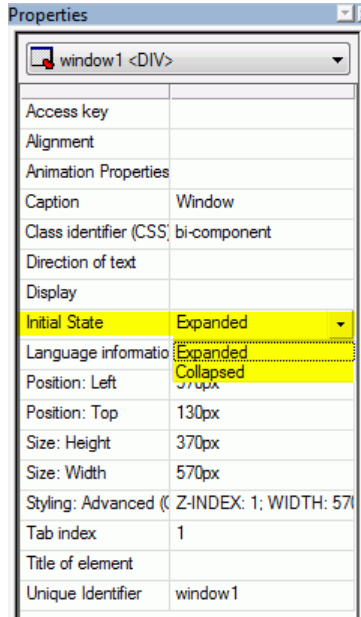 Properties
window1 <DIV>
Access key
Alignment
Animation Properties
Caption Window
Class identifier (CSS) bi-component
Direction of text
Display
Initial State Expanded
Language informatio Expanded
Collapsed
Position: Left 570px
Position: Top 130px
Size: Height 370px
Size: Width 570px
Styling: Advanced (C Z-INDEX: 1; WIDTH: 570
Tab index 1
Title of element
Unique Identifier window1